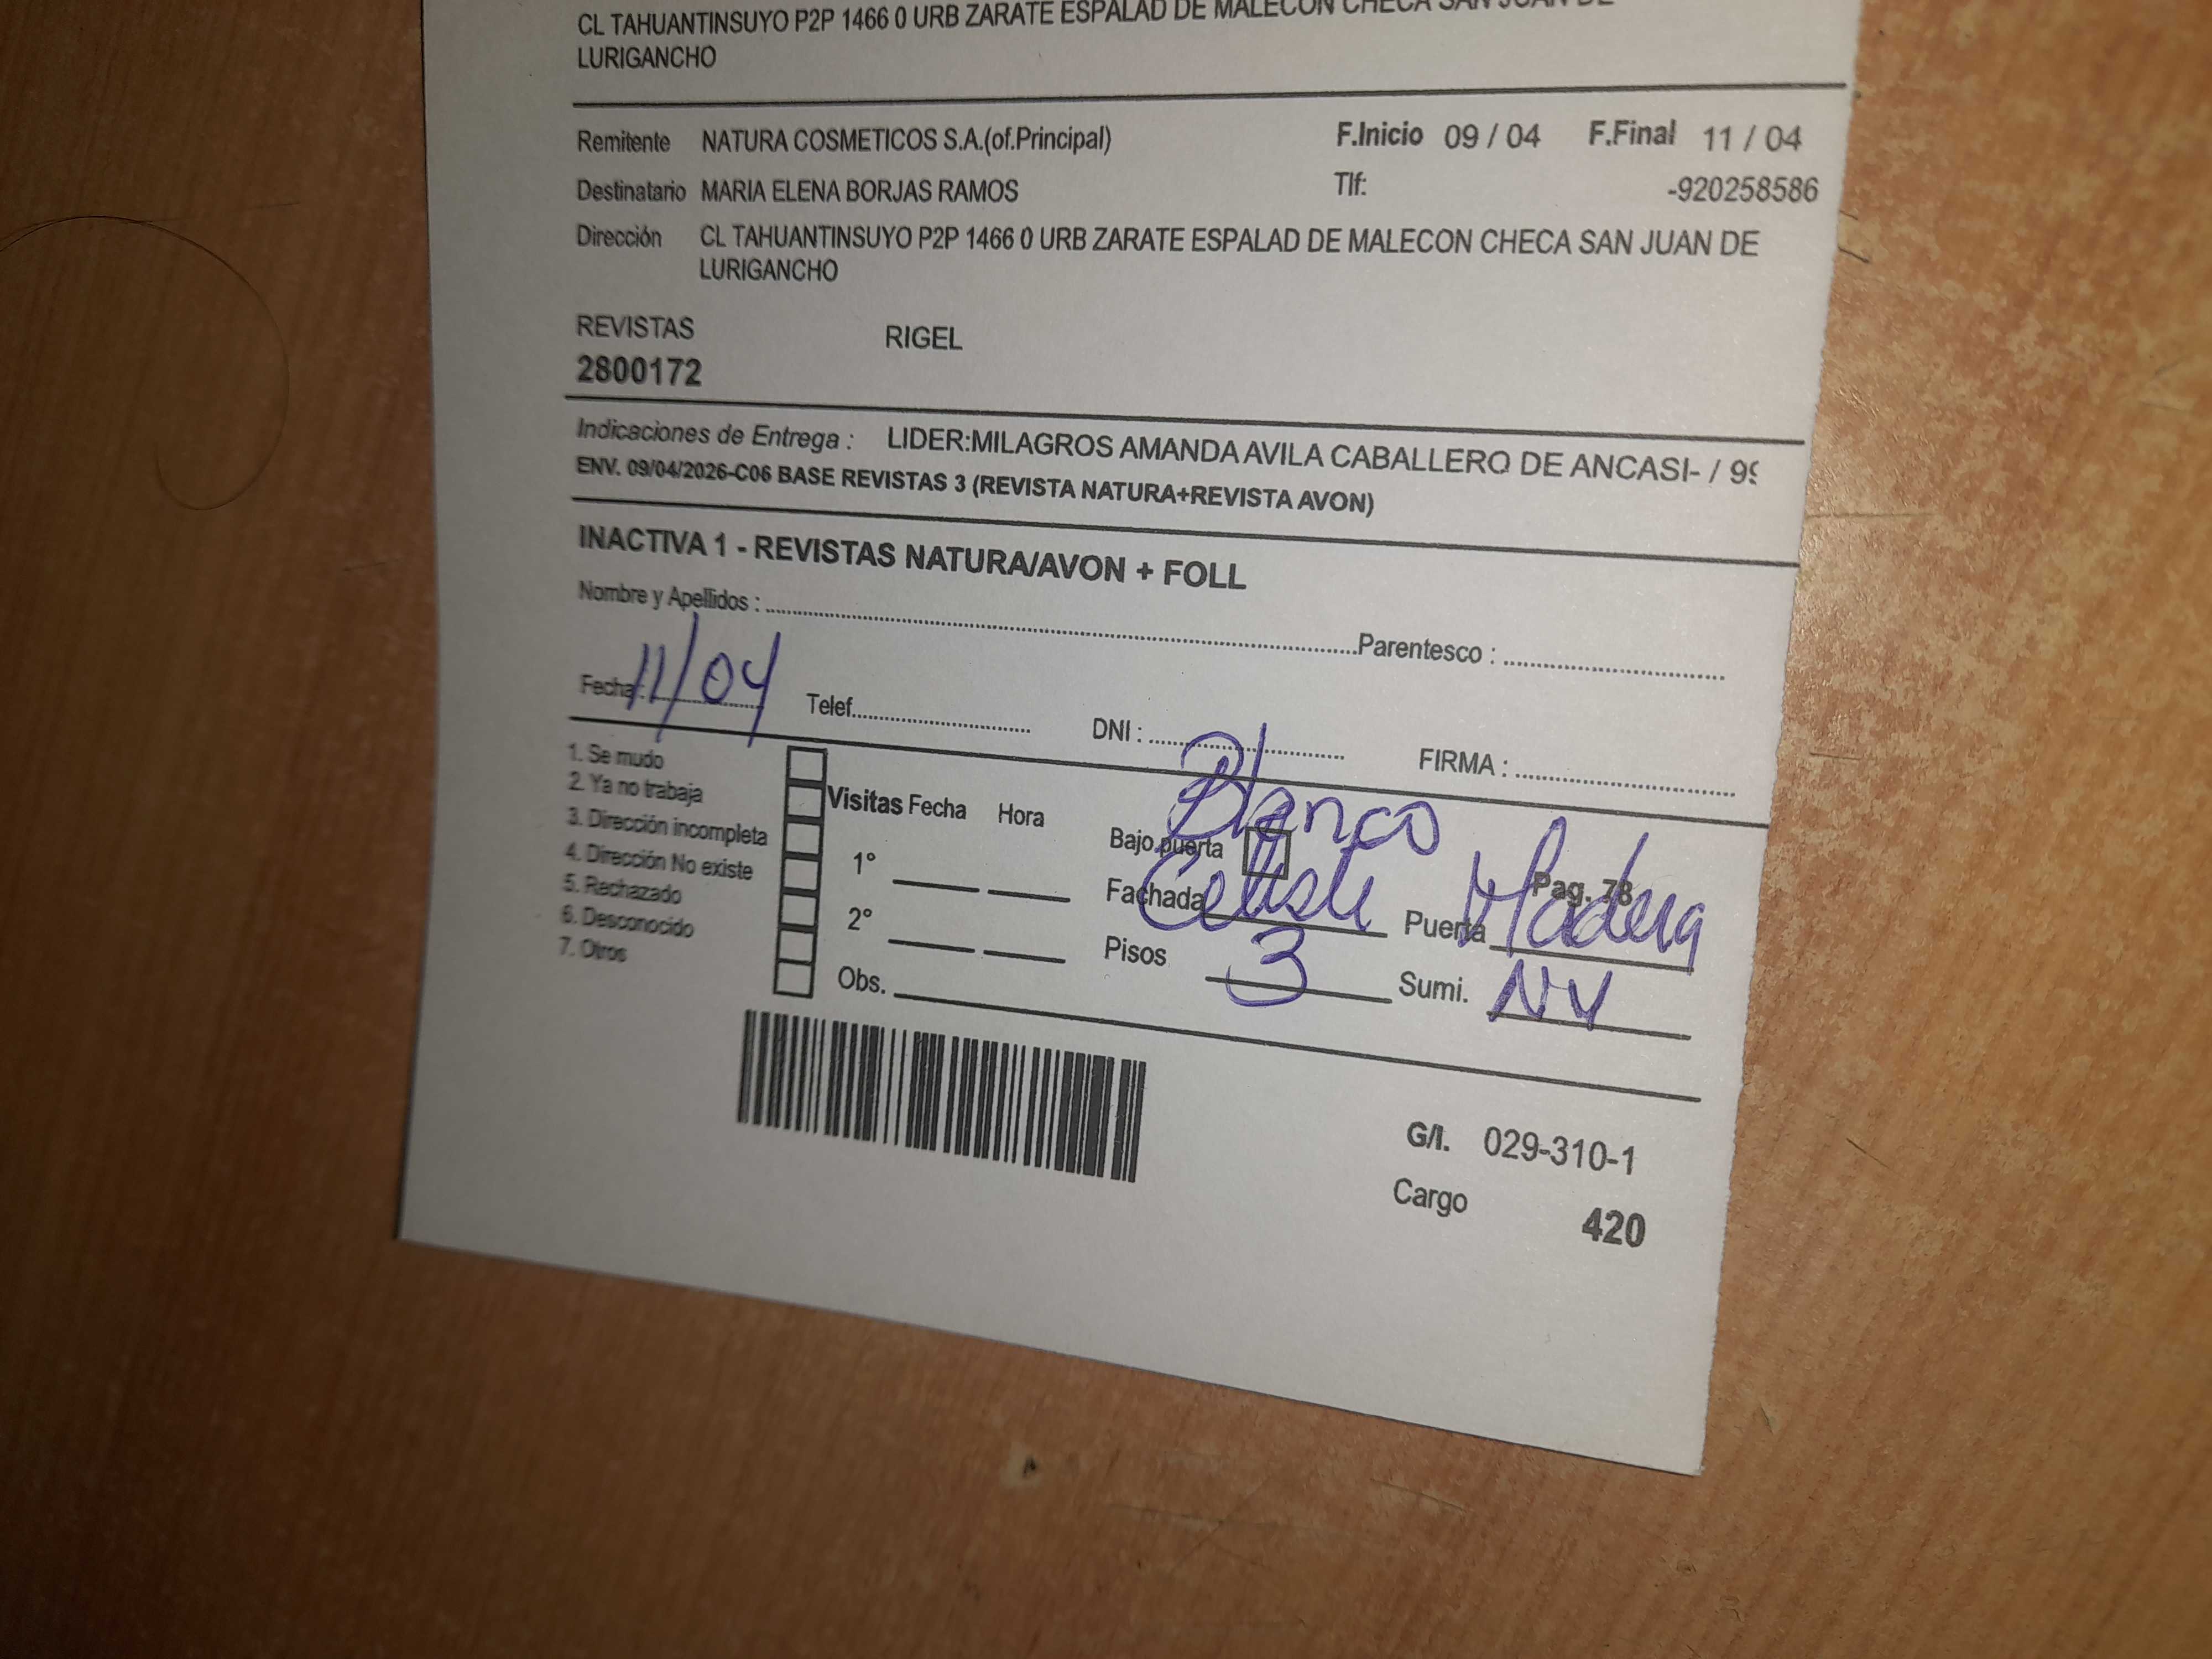 CL TAHUANTINSUYO P2P 1466 0 URB ZARATE ESPALAD DE MALECON CHECA SAN JUAN DE
LURIGANCHO
Remitente NATURA COSMETICOS S.A.(of.Principal) F.Inicio 09 / 04 F.Final 11 / 04
Destinatario MARIA ELENA BORJAS RAMOS Tlf: -920258586
Dirección CL TAHUANTINSUYO P2P 1466 0 URB ZARATE ESPALAD DE MALECON CHECA SAN JUAN DE
LURIGANCHO
REVISTAS RIGEL
2800172
Indicaciones de Entrega : LIDER:MILAGROS AMANDA AVILA CABALLERO DE ANCASI- / 99
ENV. 09/04/2026-C06 BASE REVISTAS 3 (REVISTA NATURA+REVISTA AVON)
INACTIVA 1 - REVISTAS NATURA/AVON + FOLL
Nombre y Apellidos : Parentesco :
Fecha: 11/04 Telef. DNI : FIRMA :
1. Se mudo
2. Ya no trabaja
3. Dirección incompleta
4. Dirección No existe
5. Rechazado
6. Desconocido
7. Otros
Visitas Fecha Hora
1°
2°
Obs.
Blanco
Bajo puerta
Fachada Celeste Puerta Madera
Pag. 78
Pisos 3 Sumi. NV
G/I. 029-310-1
Cargo 420